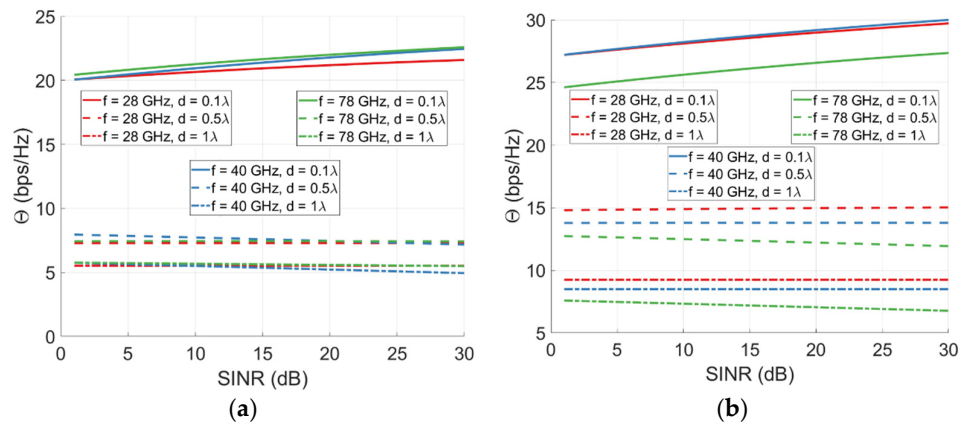 (a)
25
20
15
10
5
0
Θ (bps/Hz)
f = 28 GHz, d = 0.1λ
f = 28 GHz, d = 0.5λ
f = 28 GHz, d = 1λ
f = 78 GHz, d = 0.1λ
f = 78 GHz, d = 0.5λ
f = 78 GHz, d = 1λ
f = 40 GHz, d = 0.1λ
f = 40 GHz, d = 0.5λ
f = 40 GHz, d = 1λ
0 5 10 15 20 25 30
SINR (dB)
(a)
(b)
30
25
20
15
10
5
Θ (bps/Hz)
f = 28 GHz, d = 0.1λ
f = 28 GHz, d = 0.5λ
f = 28 GHz, d = 1λ
f = 78 GHz, d = 0.1λ
f = 78 GHz, d = 0.5λ
f = 78 GHz, d = 1λ
f = 40 GHz, d = 0.1λ
f = 40 GHz, d = 0.5λ
f = 40 GHz, d = 1λ
0 5 10 15 20 25 30
SINR (dB)
(b)